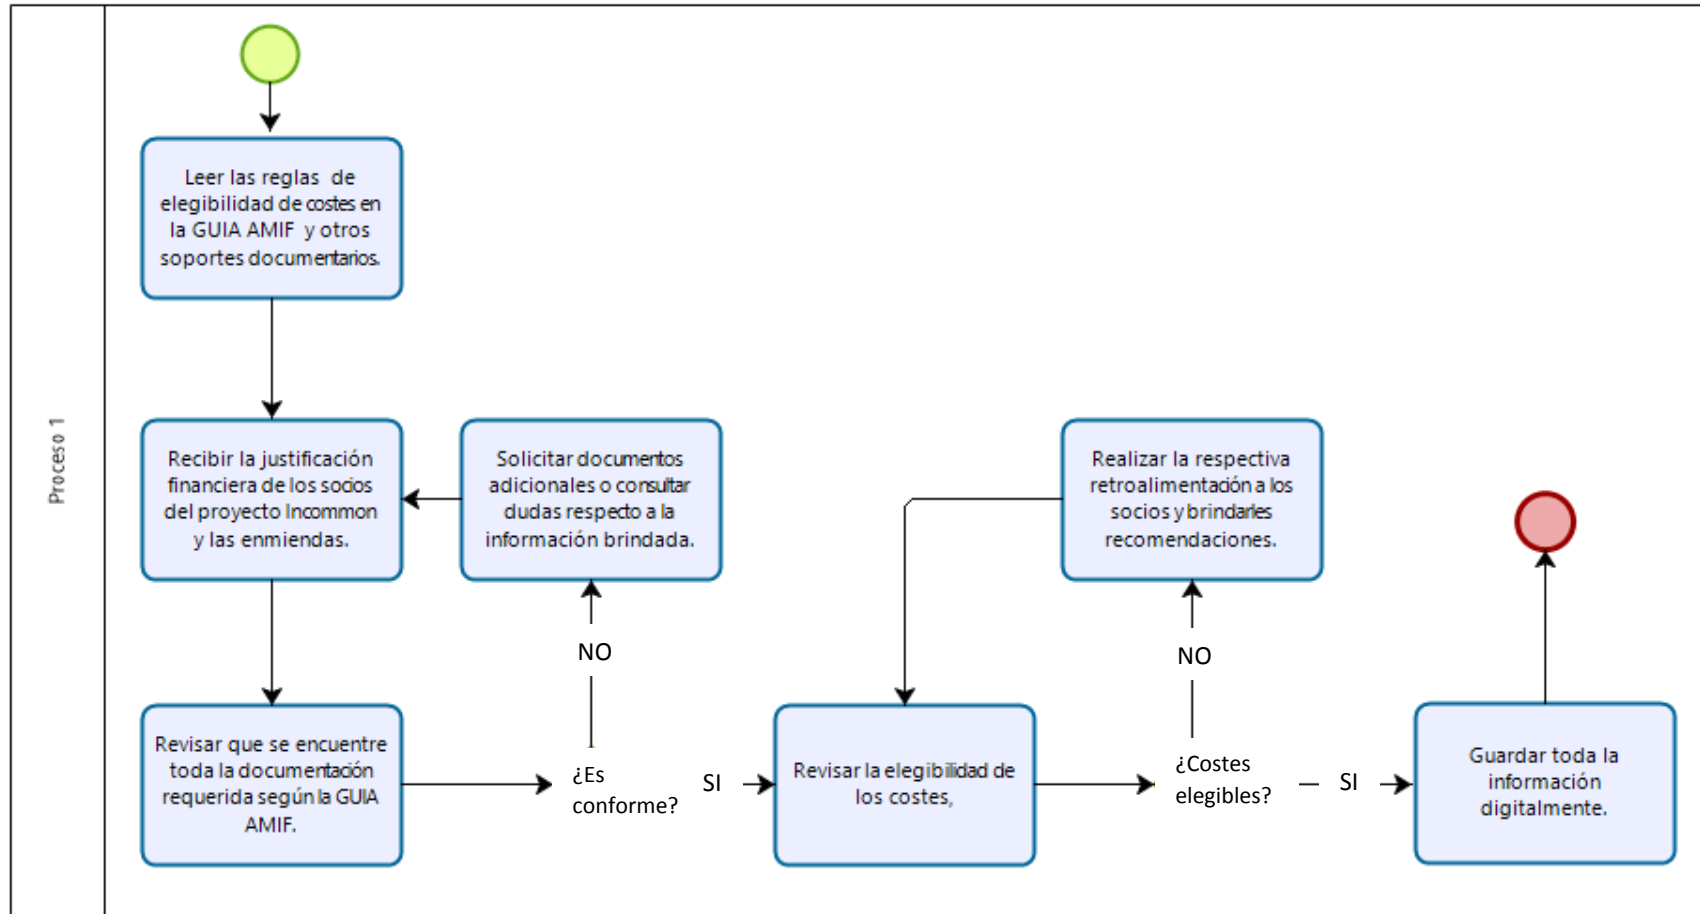 Proceso 1
Leer las reglas de
elegibilidad de costes en
la GUIA AMIF y otros
soportes documentarios.
Recibir la justificación
financiera de los socios
del proyecto Incommon
y las enmiendas.
Solicitar documentos
adicionales o consultar
dudas respecto a la
información brindada.
Realizar la respectiva
retroalimentación a los
socios y brindarles
recomendaciones.
NO
NO
Revisar que se encuentre
toda la documentación
requerida según la GUIA
AMIF.
¿Es
conforme?
SI
Revisar la elegibilidad de
los costes,
¿Costes
elegibles?
SI
Guardar toda la
información
digitalmente.